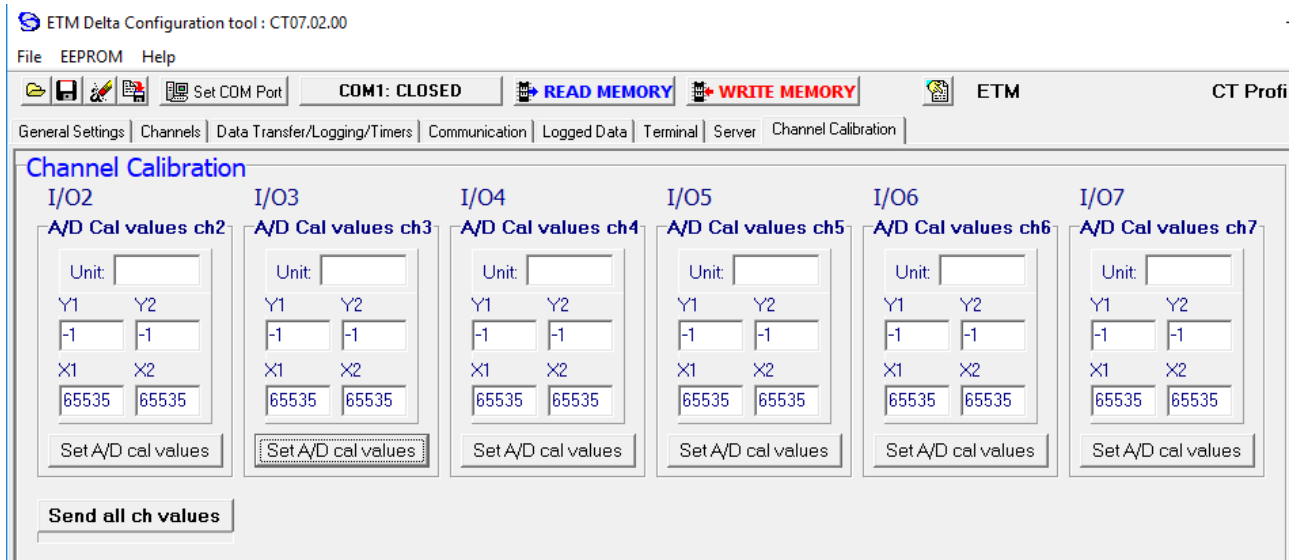 ETM Delta Configuration tool : CT07.02.00
File EEPROM Help
Set COM Port COM1: CLOSED READ MEMORY WRITE MEMORY ETM CT Profi
General Settings Channels Data Transfer/Logging/Timers Communication Logged Data Terminal Server Channel Calibration
Channel Calibration
I/O2 I/O3 I/O4 I/O5 I/O6 I/O7
A/D Cal values ch2 A/D Cal values ch3 A/D Cal values ch4 A/D Cal values ch5 A/D Cal values ch6 A/D Cal values ch7
Unit: Unit: Unit: Unit: Unit: Unit:
Y1 Y2 Y1 Y2 Y1 Y2 Y1 Y2 Y1 Y2 Y1 Y2
-1 -1 -1 -1 -1 -1 -1 -1 -1 -1 -1 -1
X1 X2 X1 X2 X1 X2 X1 X2 X1 X2 X1 X2
65535 65535 65535 65535 65535 65535 65535 65535 65535 65535 65535 65535
Set A/D cal values Set A/D cal values Set A/D cal values Set A/D cal values Set A/D cal values Set A/D cal values
Send all ch values